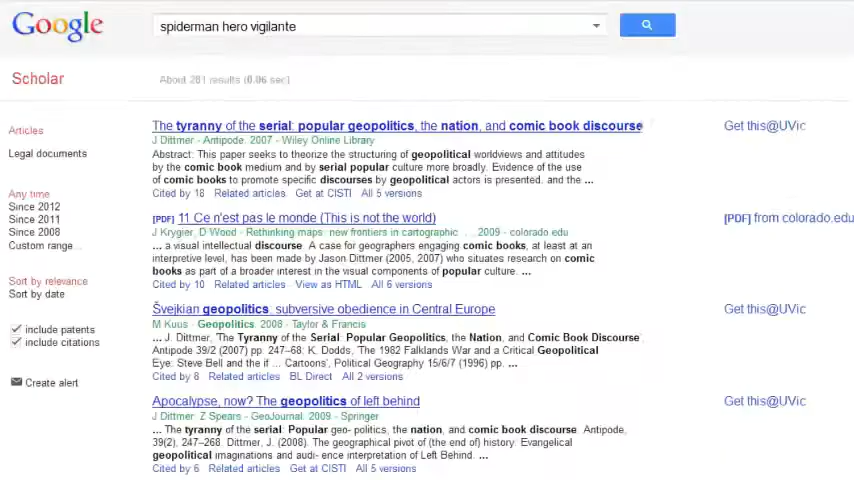 Google
spiderman hero vigilante
Scholar
About 281 results (0.06 sec)
Articles
Legal documents
Any time
Since 2012
Since 2011
Since 2008
Custom range...
Sort by relevance
Sort by date
include patents
include citations
Create alert
The tyranny of the serial: popular geopolitics, the nation, and comic book discourse
Get this@UVic
J Dittmer - Antipode, 2007 - Wiley Online Library
Abstract: This paper seeks to theorize the structuring of geopolitical worldviews and attitudes
by the comic book medium and by serial popular culture more broadly. Evidence of the use
of comic books to promote specific discourses by geopolitical actors is presented. and the ...
Cited by 18 Related articles Get at CISTI All 5 versions
[PDF] 11 Ce n'est pas le monde (This is not the world)
[PDF] from colorado.edu
J Krygier, D Wood - Rethinking maps: new frontiers in cartographic ..., 2009 - colorado.edu
... a visual intellectual discourse. A case for geographers engaging comic books, at least at an
interpretive level, has been made by Jason Dittmer (2005, 2007) who situates research on comic
books as part of a broader interest in the visual components of popular culture. ...
Cited by 10 Related articles View as HTML All 6 versions
Švejkian geopolitics: subversive obedience in Central Europe
Get this@UVic
M Kuus - Geopolitics, 2008 - Taylor & Francis
... J. Dittmer, 'The Tyranny of the Serial: Popular Geopolitics, the Nation, and Comic Book Discourse',
Antipode 39/2 (2007) pp. 247–68; K. Dodds, 'The 1982 Falklands War and a Critical Geopolitical
Eye: Steve Bell and the if ... Cartoons', Political Geography 15/6/7 (1996) pp. ...
Cited by 8 Related articles BL Direct All 2 versions
Apocalypse, now? The geopolitics of left behind
Get this@UVic
J Dittmer, Z Spears - GeoJournal, 2009 - Springer
... The tyranny of the serial: Popular geo- politics, the nation, and comic book discourse. Antipode,
39(2), 247–268. Dittmer, J. (2008). The geographical pivot of (the end of) history: Evangelical
geopolitical imaginations and audi- ence interpretation of Left Behind. ...
Cited by 6 Related articles Get at CISTI All 5 versions